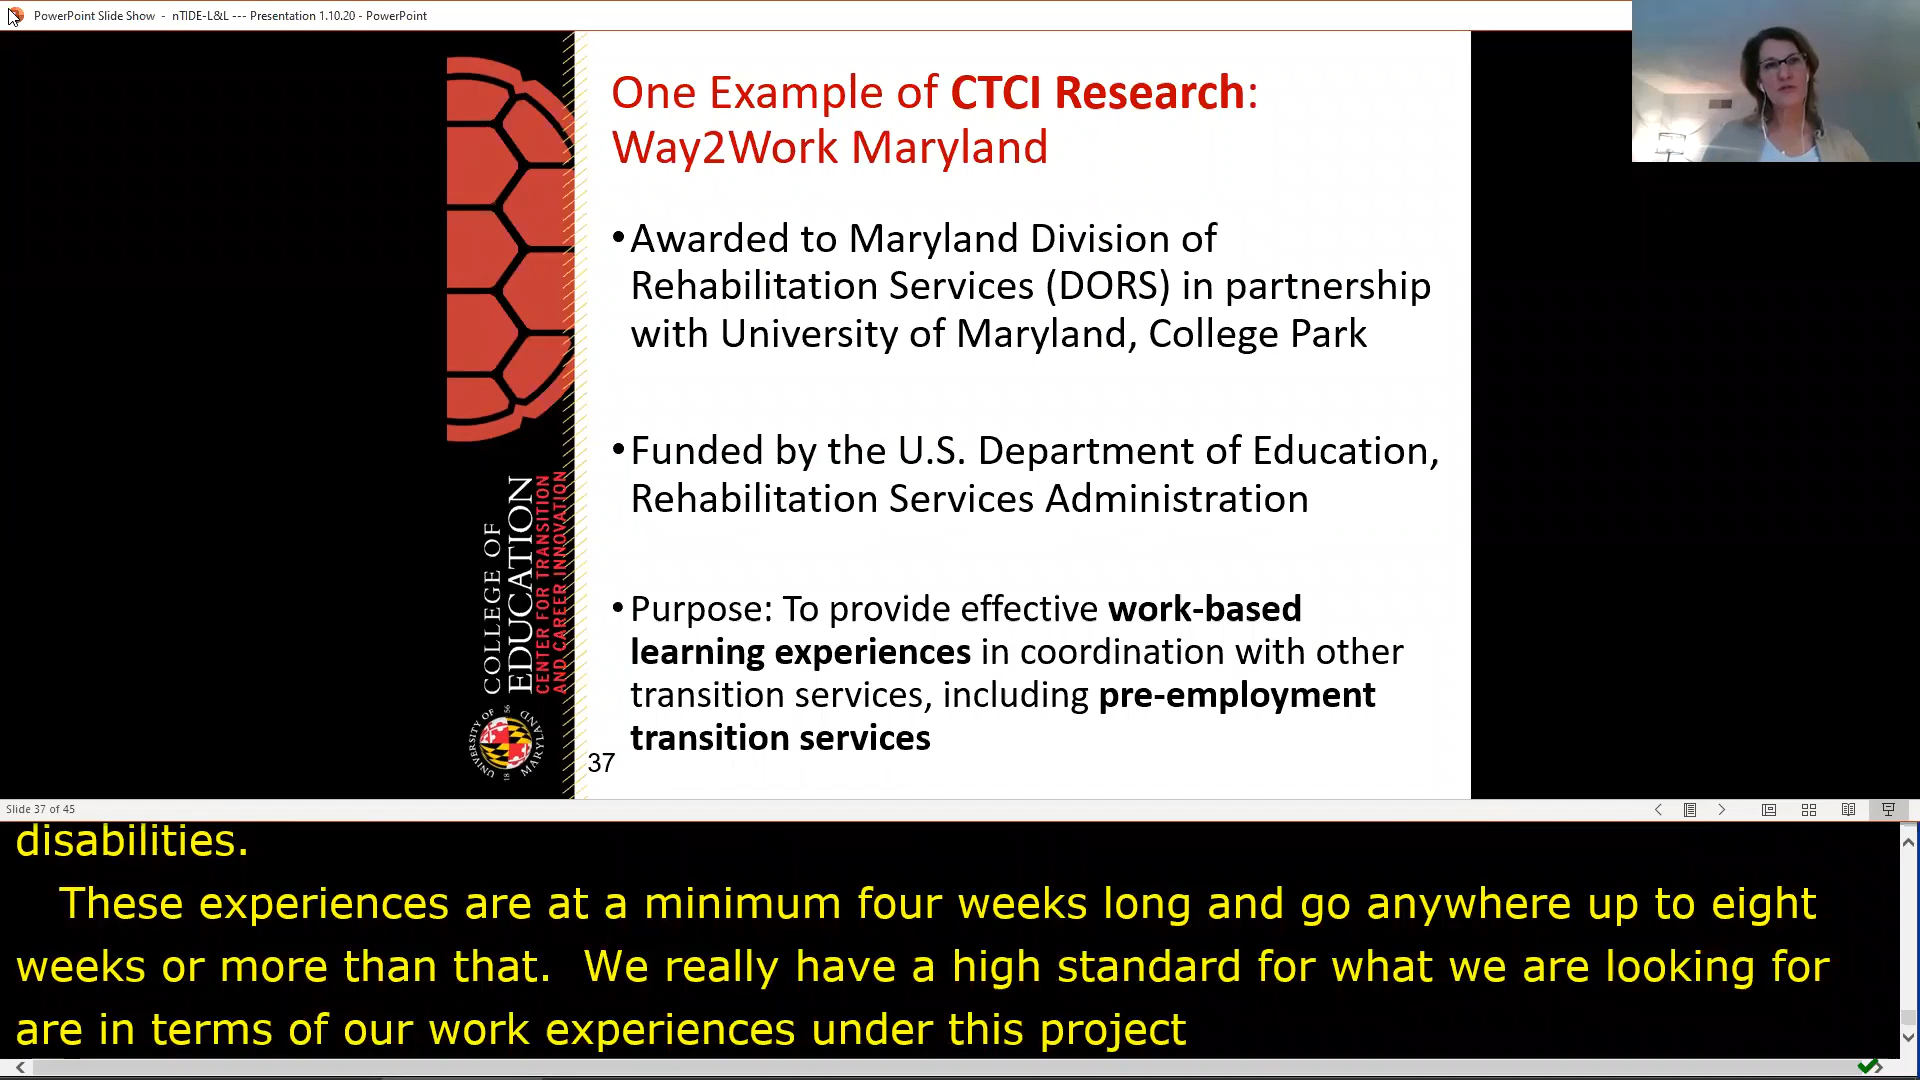 PowerPoint Slide Show - nTIDE-L&L --- Presentation 1.10.20 - PowerPoint
One Example of CTCI Research:
Way2Work Maryland
•Awarded to Maryland Division of
Rehabilitation Services (DORS) in partnership
with University of Maryland, College Park
•Funded by the U.S. Department of Education,
Rehabilitation Services Administration
•Purpose: To provide effective work-based
learning experiences in coordination with other
transition services, including pre-employment
transition services
37
COLLEGE OF
EDUCATION
CENTER FOR TRANSITION
AND CAREER INNOVATION
UNIVERSITY OF MARYLAND
18 56
Slide 37 of 45
disabilities.
These experiences are at a minimum four weeks long and go anywhere up to eight
weeks or more than that. We really have a high standard for what we are looking for
are in terms of our work experiences under this project